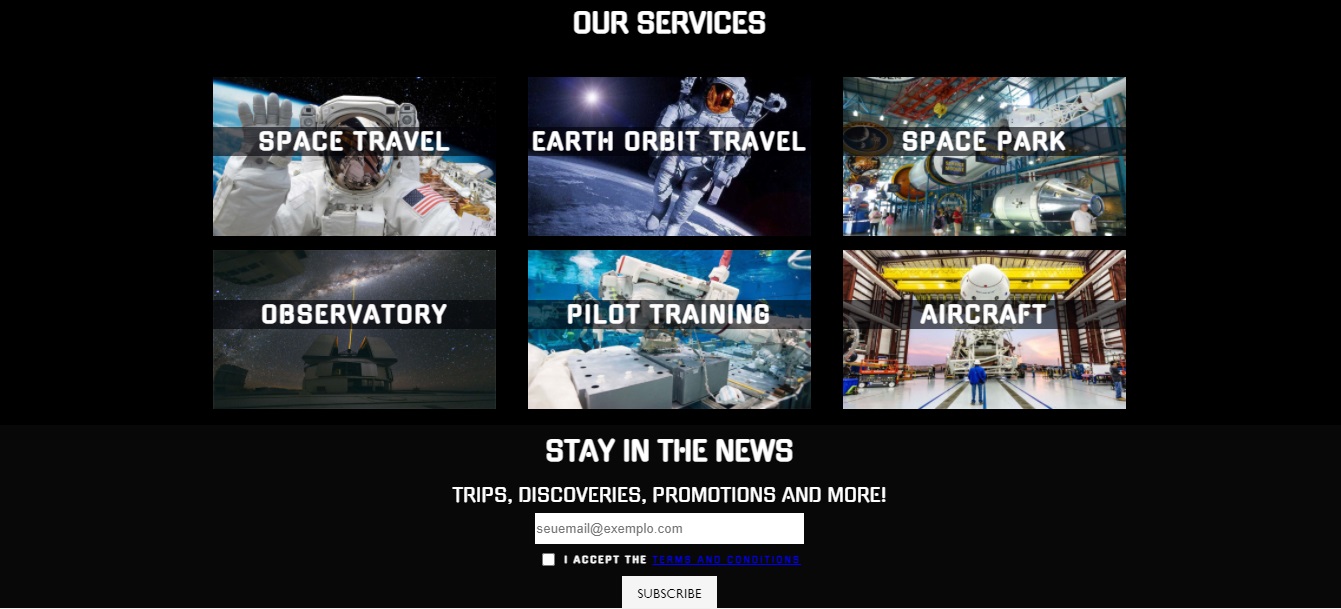 OUR SERVICES
SPACE TRAVEL
EARTH ORBIT TRAVEL
SPACE PARK
OBSERVATORY
PILOT TRAINING
AIRCRAFT
STAY IN THE NEWS
TRIPS, DISCOVERIES, PROMOTIONS AND MORE!
seuemail@exemplo.com
I ACCEPT THE TERMS AND CONDITIONS
SUBSCRIBE